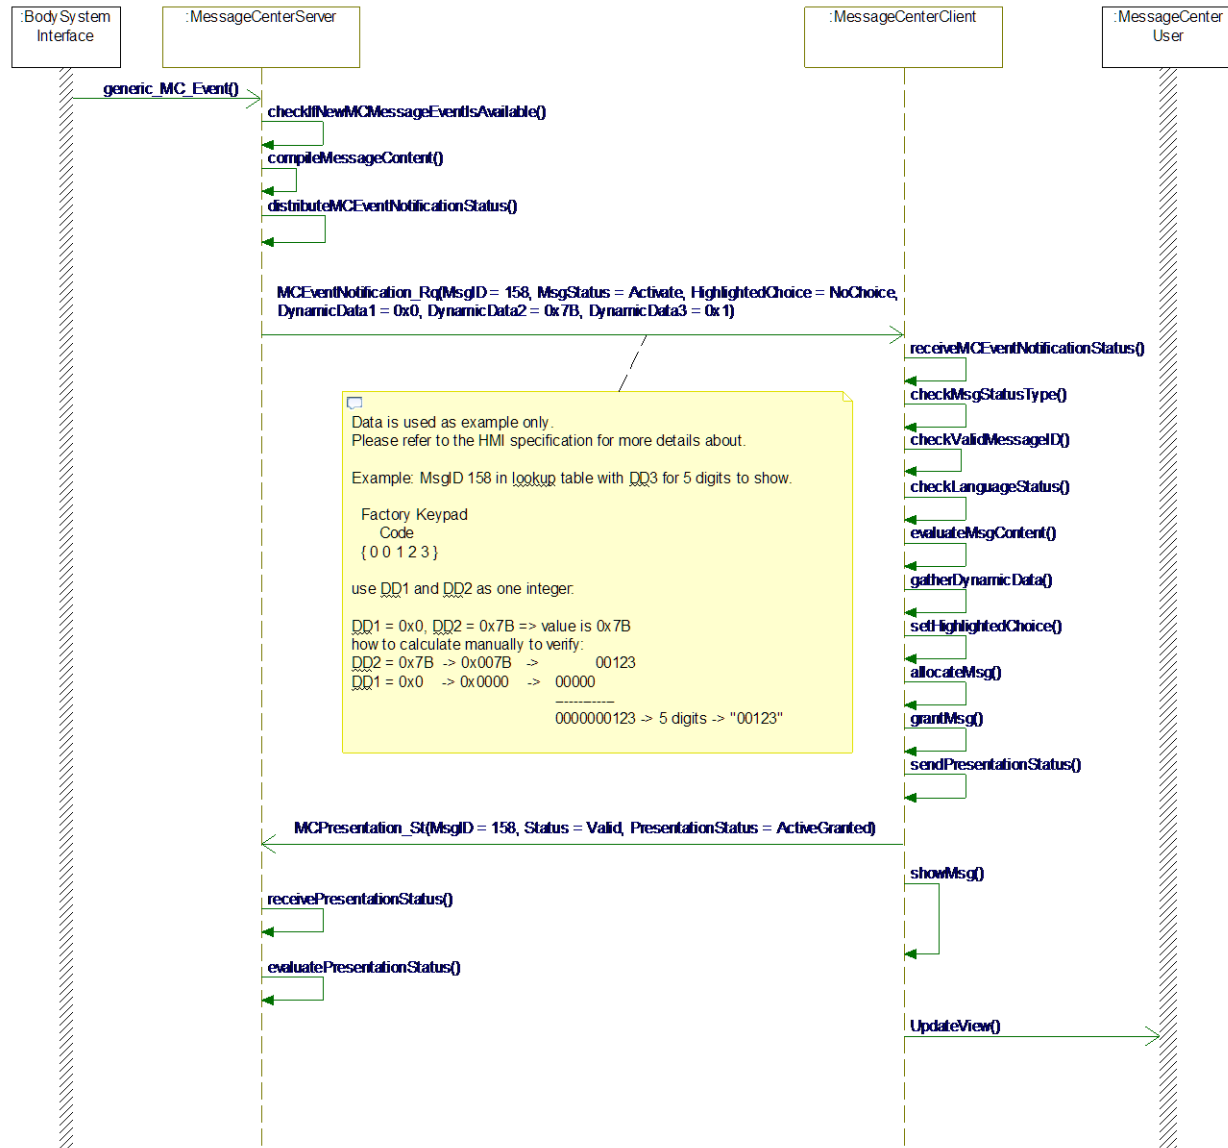 :BodySystem
Interface
:MessageCenterServer
:MessageCenterClient
:MessageCenter
User
generic_MC_Event()
checkIfNewMCMessageEventIsAvailable()
compileMessageContent()
distributeMCEventNotificationStatus()
MCEventNotification_Rq(MsgID = 158, MsgStatus = Activate, HighlightedChoice = NoChoice,
DynamicData1 = 0x0, DynamicData2 = 0x7B, DynamicData3 = 0x1)
receiveMCEventNotificationStatus()
checkMsgStatusType()
checkValidMessageID()
checkLanguageStatus()
evaluateMsgContent()
gatherDynamicData()
setHighlightedChoice()
allocateMsg()
grantMsg()
sendPresentationStatus()
Data is used as example only.
Please refer to the HMI specification for more details about.
Example: MsgID 158 in lookup table with DD3 for 5 digits to show.
Factory Keypad
Code
{ 0 0 1 2 3 }
use DD1 and DD2 as one integer:
DD1 = 0x0, DD2 = 0x7B => value is 0x7B
how to calculate manually to verify:
DD2 = 0x7B -> 0x007B -> 00123
DD1 = 0x0 -> 0x0000 -> 00000
------------
0000000123 -> 5 digits -> "00123"
MCPresentation_St(MsgID = 158, Status = Valid, PresentationStatus = ActiveGranted)
showMsg()
receivePresentationStatus()
evaluatePresentationStatus()
UpdateView()